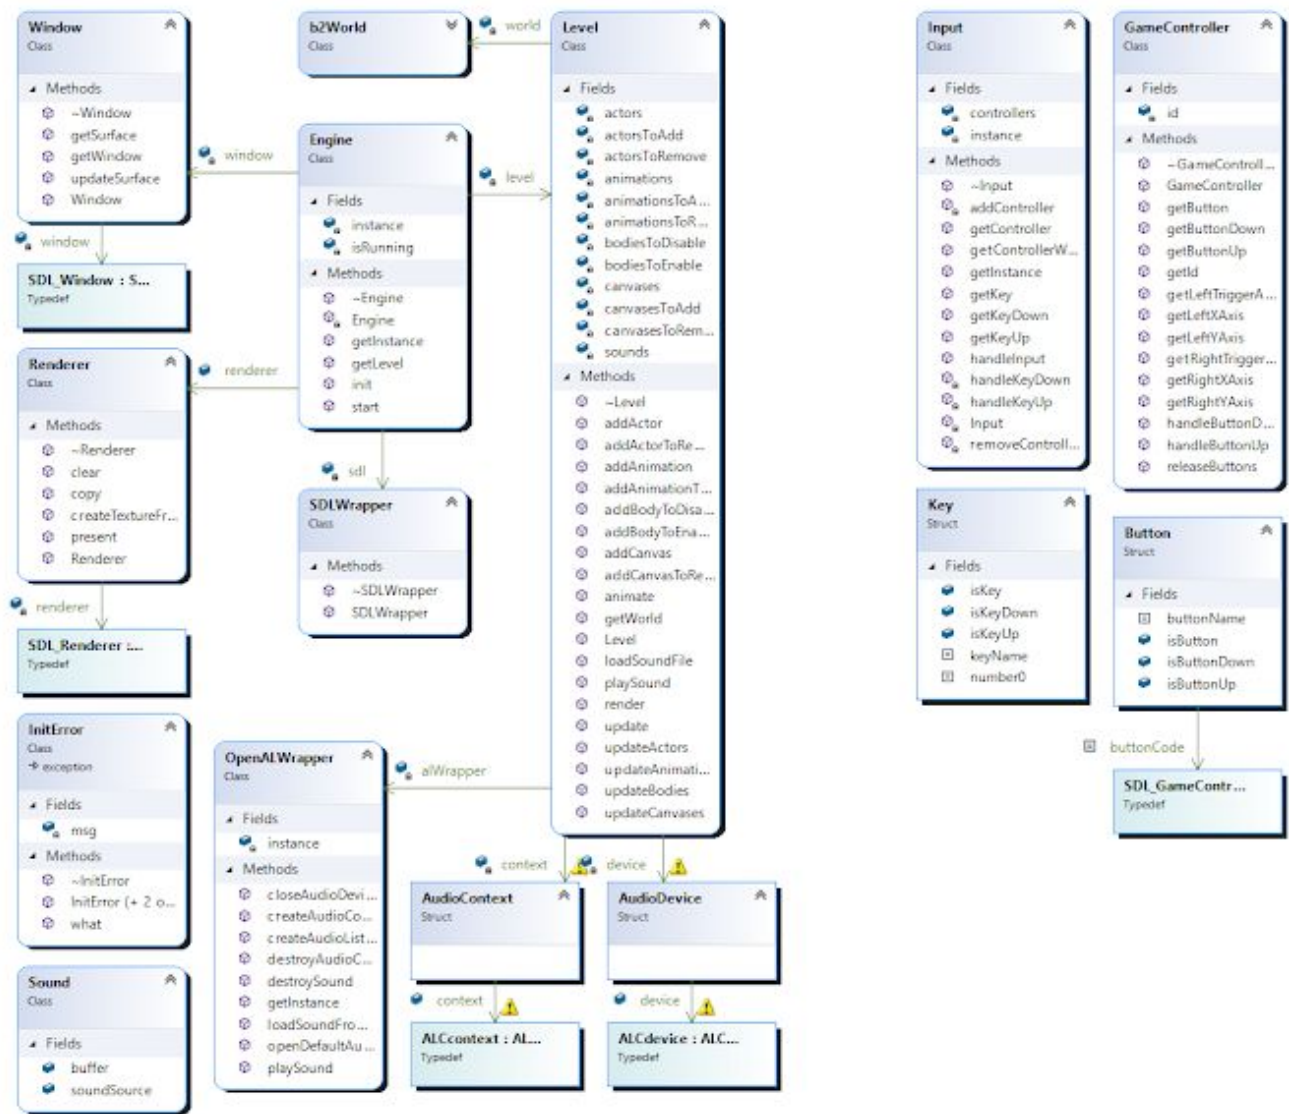 Window
Class
Methods
~Window
getSurface
getWindow
updateSurface
Window
window
SDL_Window : S...
Typedef
Renderer
Class
Methods
~Renderer
clear
copy
createTextureFr...
present
Renderer
renderer
SDL_Renderer :...
Typedef
InitError
Class
exception
Fields
msg
Methods
~InitError
InitError (+ 2 o...
what
Sound
Class
Fields
buffer
soundSource
b2World
Class
world
window
Engine
Class
Fields
instance
isRunning
Methods
~Engine
Engine
getInstance
getLevel
init
start
level
renderer
sdl
SDLWrapper
Class
Methods
~SDLWrapper
SDLWrapper
OpenALWrapper
Class
Fields
instance
Methods
closeAudioDevi...
createAudioCo...
createAudioList...
destroyAudioC...
destroySound
getInstance
loadSoundFro...
openDefaultAu...
playSound
alWrapper
Level
Class
Fields
actors
actorsToAdd
actorsToRemove
animations
animationsToA...
animationsToR...
bodiesToDisable
bodiesToEnable
canvases
canvasesToAdd
canvasesToRem...
sounds
Methods
~Level
addActor
addActorToRe...
addAnimation
addAnimationT...
addBodyToDisa...
addBodyToEna...
addCanvas
addCanvasToRe...
animate
getWorld
Level
loadSoundFile
playSound
render
update
updateActors
updateAnimati...
updateBodies
updateCanvases
context
device
AudioContext
Struct
AudioDevice
Struct
context
device
ALCcontext : AL...
Typedef
ALCdevice : ALC...
Typedef
Input
Class
Fields
controllers
instance
Methods
~Input
addController
getController
getControllerW...
getInstance
getKey
getKeyDown
getKeyUp
handleInput
handleKeyDown
handleKeyUp
Input
removeControll...
Key
Struct
Fields
isKey
isKeyDown
isKeyUp
keyName
number0
GameController
Class
Fields
id
Methods
~GameControll...
GameController
getButton
getButtonDown
getButtonUp
getId
getLeftTriggerA...
getLeftXAxis
getLeftYAxis
getRightTrigger...
getRightXAxis
getRightYAxis
handleButtonD...
handleButtonUp
releaseButtons
Button
Struct
Fields
buttonName
isButton
isButtonDown
isButtonUp
buttonCode
SDL_GameContr...
Typedef